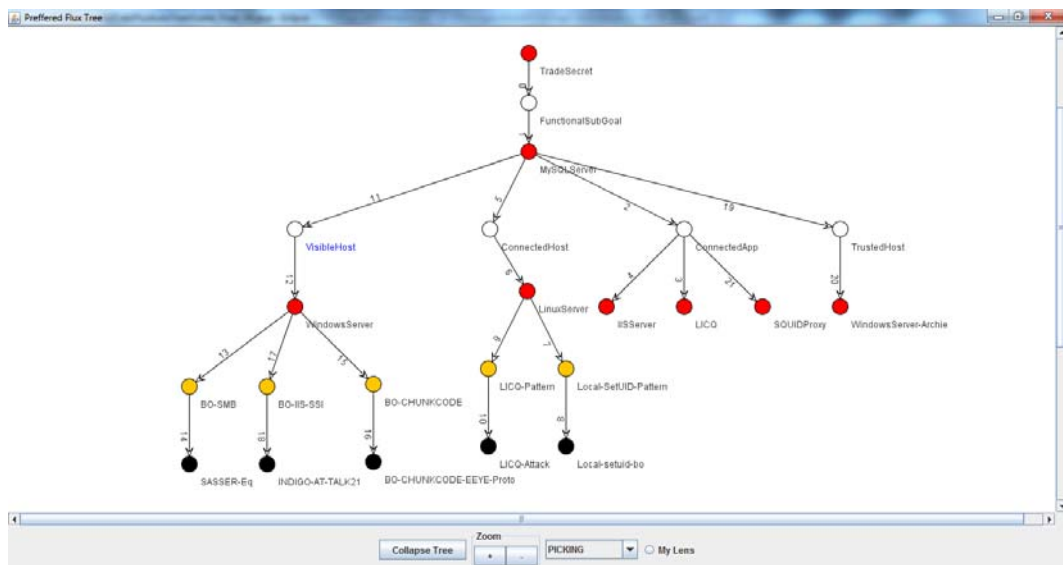 Preffered Flux Tree
TradeSecret
0
FunctionalSubGoal
1
MySQLServer
11
5
2
19
VisibleHost
ConnectedHost
ConnectedApp
TrustedHost
12
6
4
3
21
20
WindowsServer
LinuxServer
IISServer
LICQ
SQUIDProxy
WindowsServer-Archie
13
17
15
7
BO-SMB
BO-IIS-SSI
BO-CHUNKCODE
LICQ-Pattern
Local-SetUID-Pattern
14
18
16
10
8
SASSER-Eq
INDIGO-AT-TALK21
BO-CHUNKCODE-EEYE-Proto
LICQ-Attack
Local-setuid-bo
Zoom
Collapse Tree
+
-
PICKING
My Lens